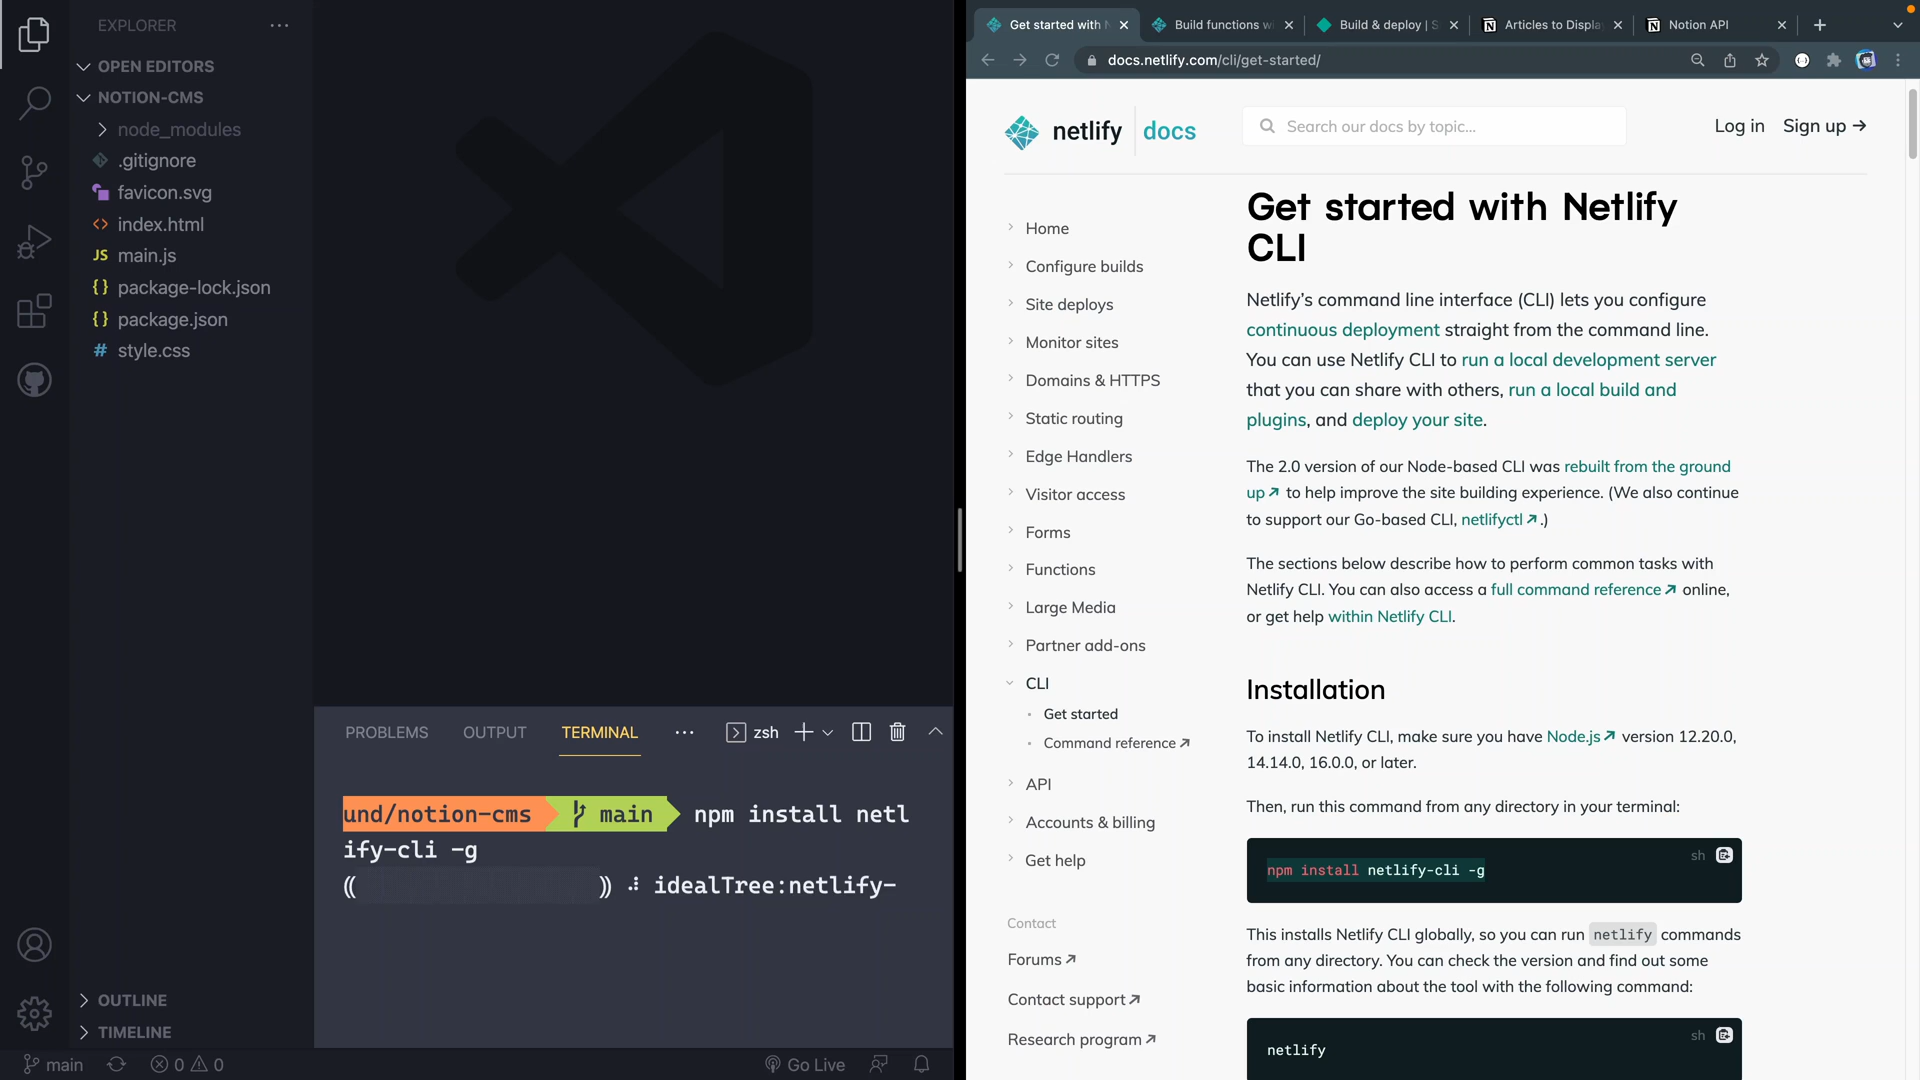 EXPLORER
OPEN EDITORS
NOTION-CMS
node_modules
.gitignore
favicon.svg
index.html
JS main.js
{} package-lock.json
{} package.json
# style.css
OUTLINE
TIMELINE
main
0 0
Go Live
PROBLEMS OUTPUT TERMINAL ··· zsh
und/notion-cms main npm install netl
ify-cli -g
(( )) ⠼ idealTree:netlify-
Get started with N
Build functions wi
Build & deploy | S
Articles to Display
Notion API
docs.netlify.com/cli/get-started/
netlify docs
Search our docs by topic...
Log in Sign up →
Home
Configure builds
Site deploys
Monitor sites
Domains & HTTPS
Static routing
Edge Handlers
Visitor access
Forms
Functions
Large Media
Partner add-ons
CLI
Get started
Command reference
API
Accounts & billing
Get help
Contact
Forums
Contact support
Research program
Get started with Netlify
CLI
Netlify’s command line interface (CLI) lets you configure
continuous deployment straight from the command line.
You can use Netlify CLI to run a local development server
that you can share with others, run a local build and
plugins, and deploy your site.
The 2.0 version of our Node-based CLI was rebuilt from the ground
up to help improve the site building experience. (We also continue
to support our Go-based CLI, netlifyctl .)
The sections below describe how to perform common tasks with
Netlify CLI. You can also access a full command reference online,
or get help within Netlify CLI.
Installation
To install Netlify CLI, make sure you have Node.js version 12.20.0,
14.14.0, 16.0.0, or later.
Then, run this command from any directory in your terminal:
sh
npm install netlify-cli -g
This installs Netlify CLI globally, so you can run netlify commands
from any directory. You can check the version and find out some
basic information about the tool with the following command:
sh
netlify